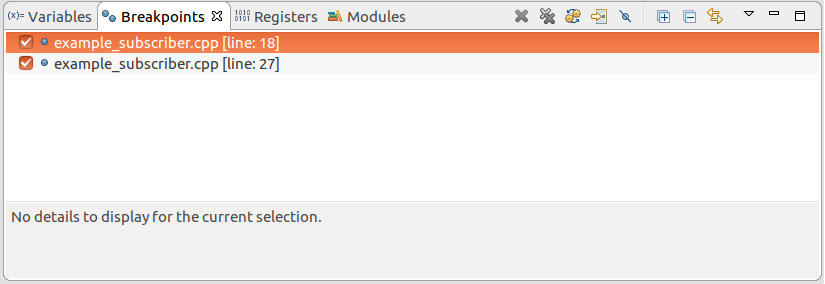 (x)= Variables Breakpoints Registers Modules
example_subscriber.cpp [line: 18]
example_subscriber.cpp [line: 27]
No details to display for the current selection.